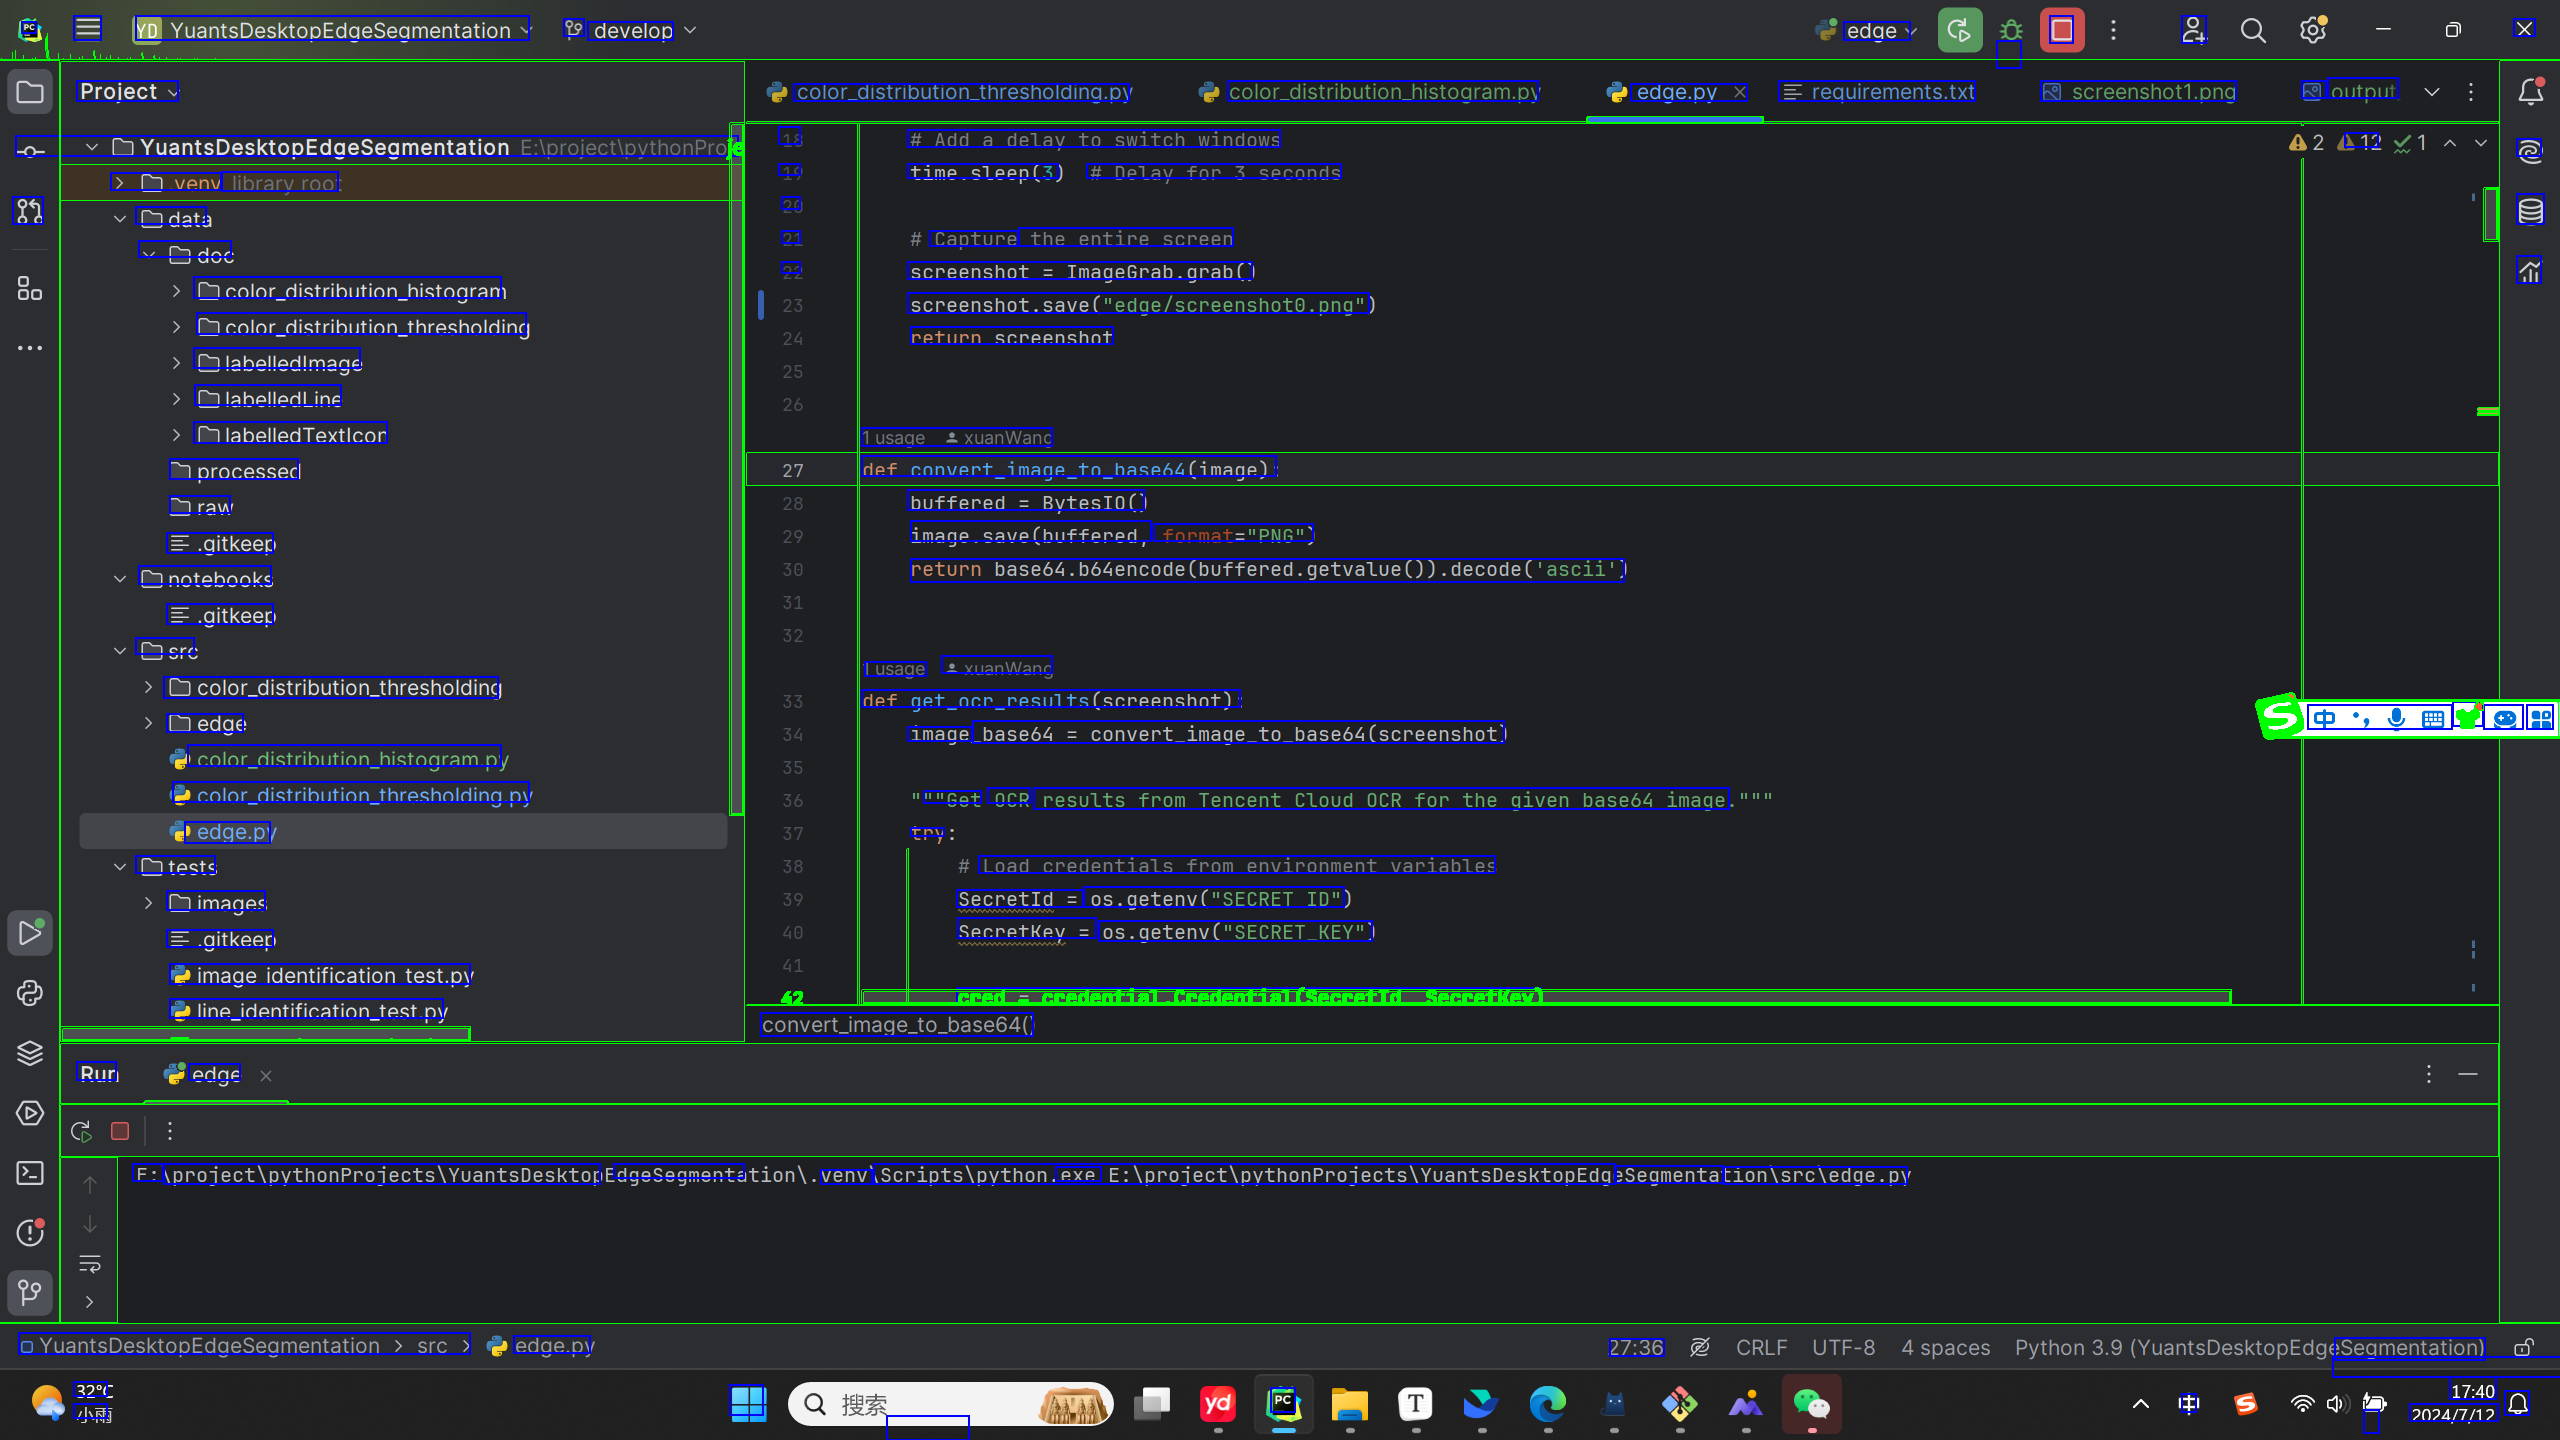 YD YuantsDesktopEdgeSegmentation develop edge
Project
color_distribution_thresholding.py color_distribution_histogram.py edge.py requirements.txt screenshot1.png output
YuantsDesktopEdgeSegmentation E:\project\pythonProje
.venv library root
data
doc
color_distribution_histogram
color_distribution_thresholding
labelledImage
labelledLine
labelledTextIcon
processed
raw
.gitkeep
notebooks
.gitkeep
src
color_distribution_thresholding
edge
color_distribution_histogram.py
color_distribution_thresholding.py
edge.py
tests
images
.gitkeep
image_identification_test.py
line_identification_test.py
2 12 1
18 # Add a delay to switch windows
19 time.sleep(3) # Delay for 3 seconds
20
21 # Capture the entire screen
22 screenshot = ImageGrab.grab()
23 screenshot.save("edge/screenshot0.png")
24 return screenshot
25
26
1 usage xuanWang
27 def convert_image_to_base64(image):
28 buffered = BytesIO()
29 image.save(buffered, format="PNG")
30 return base64.b64encode(buffered.getvalue()).decode('ascii')
31
32
1 usage xuanWang
33 def get_ocr_results(screenshot):
34 image_base64 = convert_image_to_base64(screenshot)
35
36 """Get OCR results from Tencent Cloud OCR for the given base64 image."""
37 try:
38 # Load credentials from environment variables
39 SecretId = os.getenv("SECRET_ID")
40 SecretKey = os.getenv("SECRET_KEY")
41
42 cred = credential.Credential(SecretId, SecretKey)
convert_image_to_base64()
中
Run edge
E:\project\pythonProjects\YuantsDesktopEdgeSegmentation\.venv\Scripts\python.exe E:\project\pythonProjects\YuantsDesktopEdgeSegmentation\src\edge.py
YuantsDesktopEdgeSegmentation > src > edge.py 27:36 CRLF UTF-8 4 spaces Python 3.9 (YuantsDesktopEdgeSegmentation)
32°C
小雨
搜索
yd PC T
中
17:40
2024/7/12